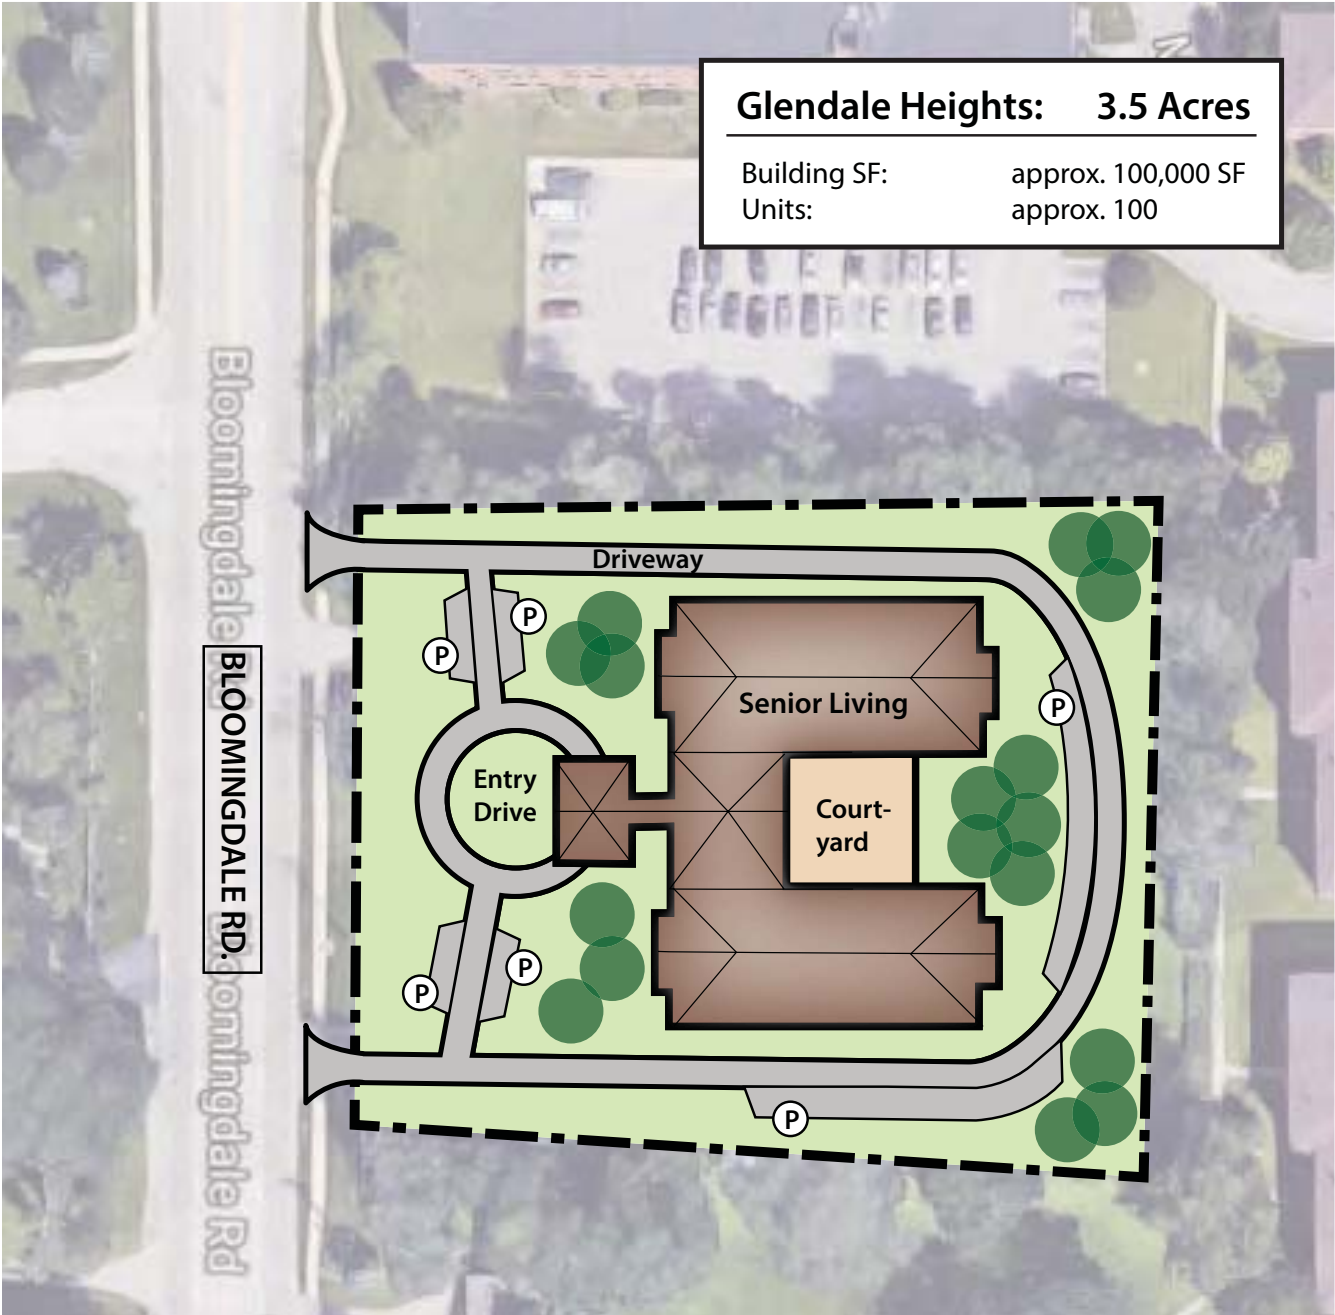 Glendale Heights: 3.5 Acres
Building SF: approx. 100,000 SF
Units: approx. 100
Bloomingdale
BLOOMINGDALE RD.
Bloomingdale Rd
Driveway
P
P
Senior Living
P
Entry
Drive
Court-
yard
P
P
P